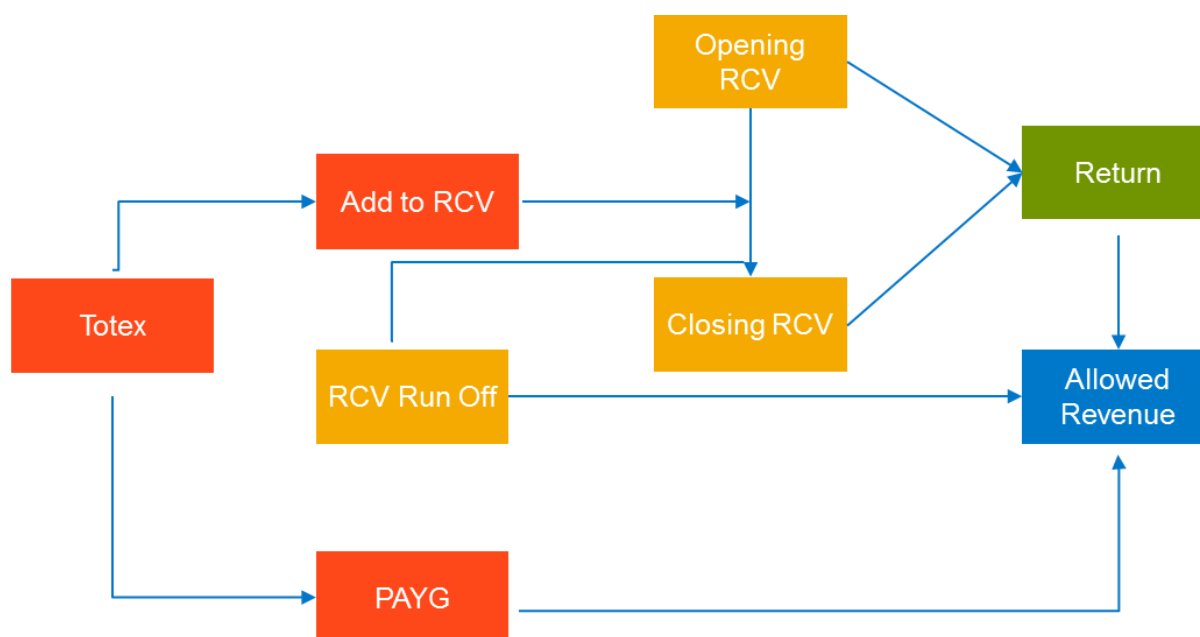 Opening
RCV
Return
Add to RCV
Totex
Closing RCV
RCV Run Off
Allowed
Revenue
PAYG